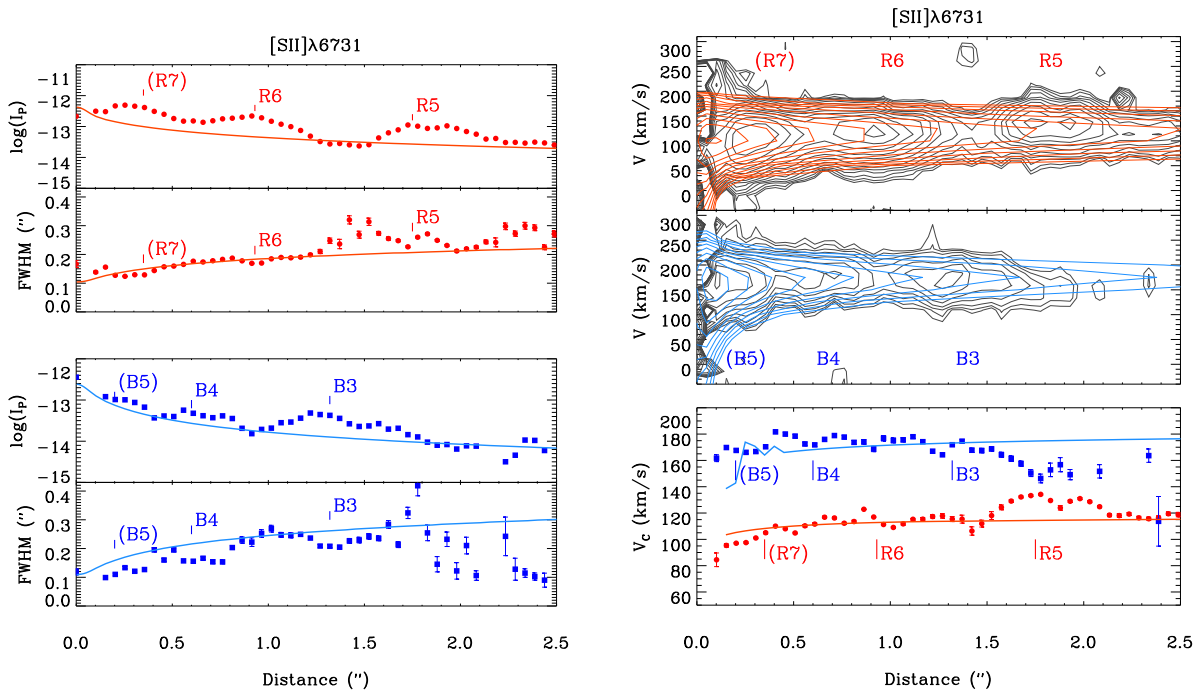 [SII]λ6731
−11
−12
−13
−14
−15
log(I_P)
(R7)
R6
R5
0.4
0.3
0.2
0.1
0.0
FWHM (″)
(R7)
R6
R5
−12
−13
−14
−15
log(I_P)
(B5)
B4
B3
0.4
0.3
0.2
0.1
0.0
FWHM (″)
(B5)
B4
B3
0.0 0.5 1.0 1.5 2.0 2.5
Distance (″)
[SII]λ6731
300
250
200
150
100
50
0
V (km/s)
(R7)
R6
R5
300
250
200
150
100
50
0
V (km/s)
(B5)
B4
B3
200
180
160
140
120
100
80
60
V_C (km/s)
(B5)
B4
B3
(R7)
R6
R5
0.0 0.5 1.0 1.5 2.0 2.5
Distance (″)